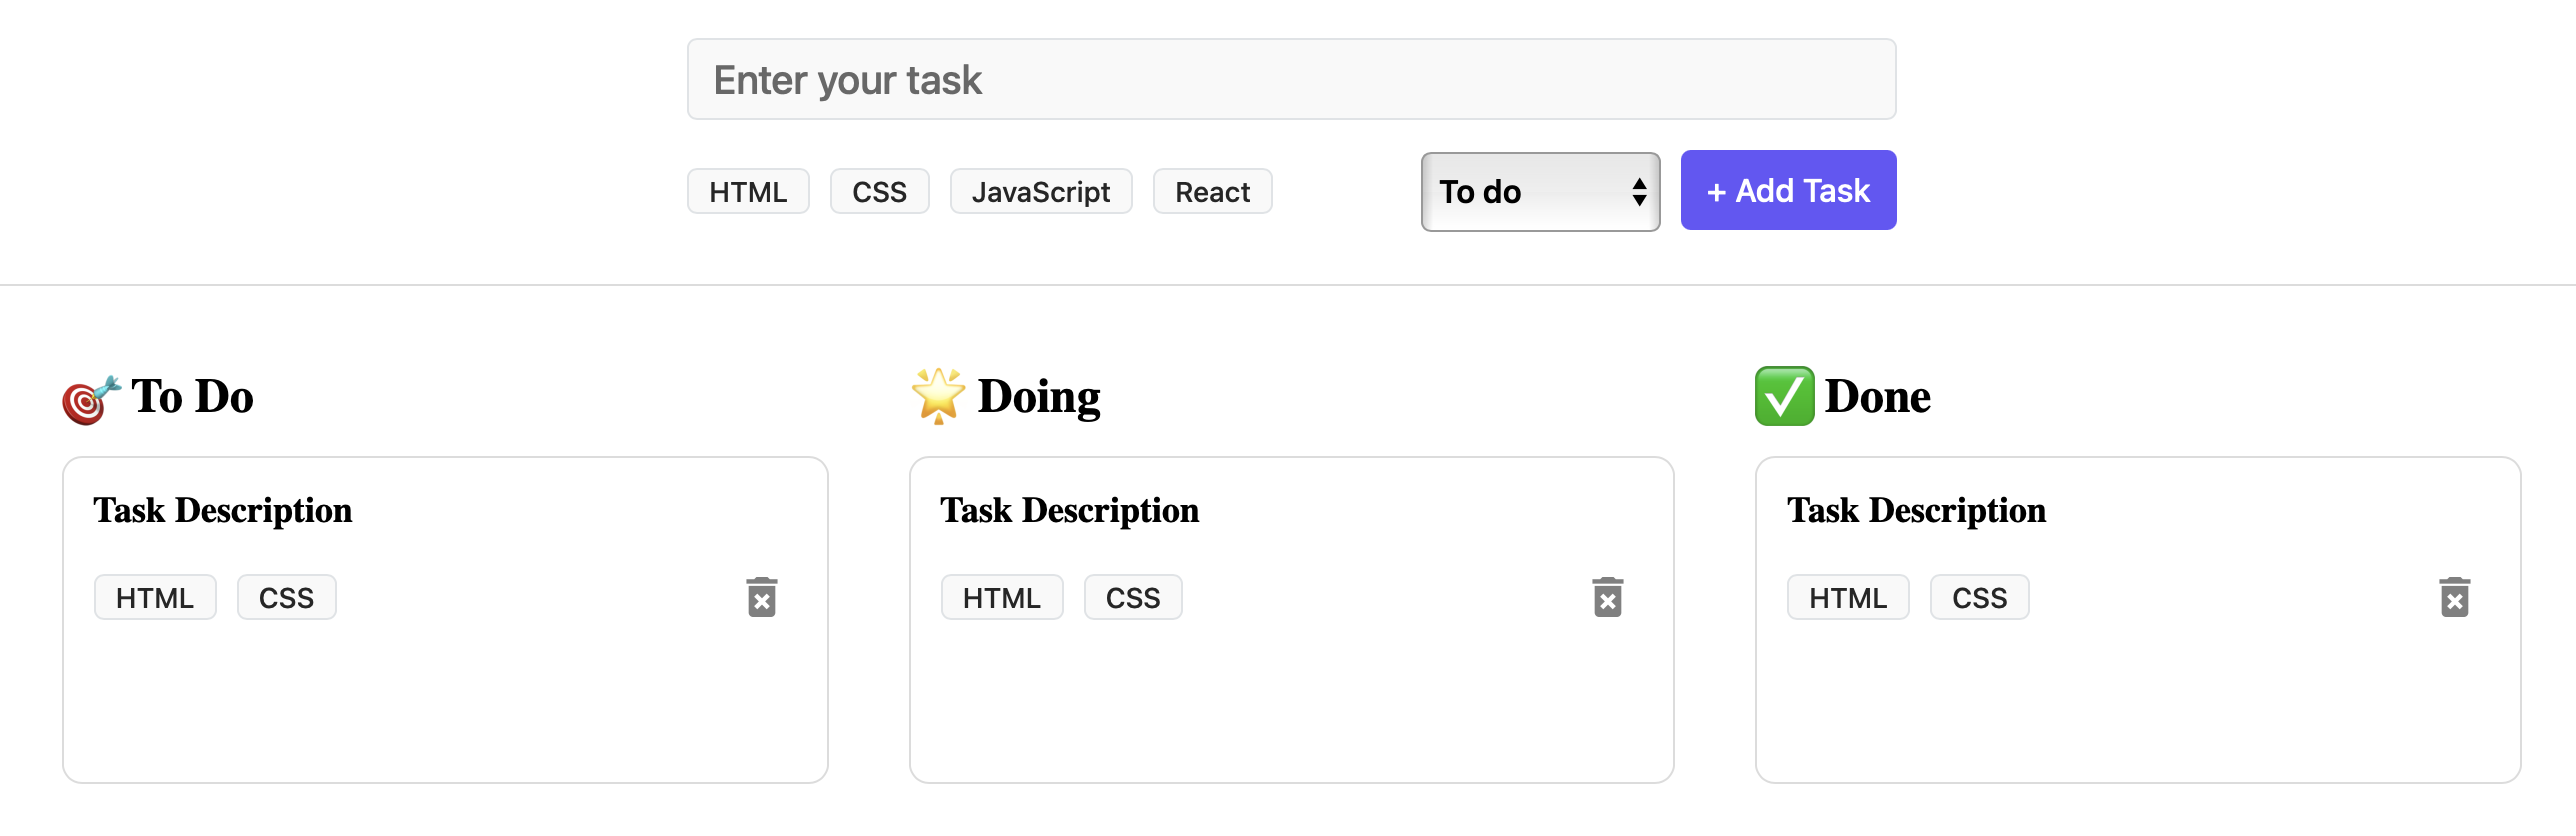 Enter your task
HTML CSS JavaScript React To do + Add Task
To Do
Task Description
HTML CSS
Doing
Task Description
HTML CSS
Done
Task Description
HTML CSS